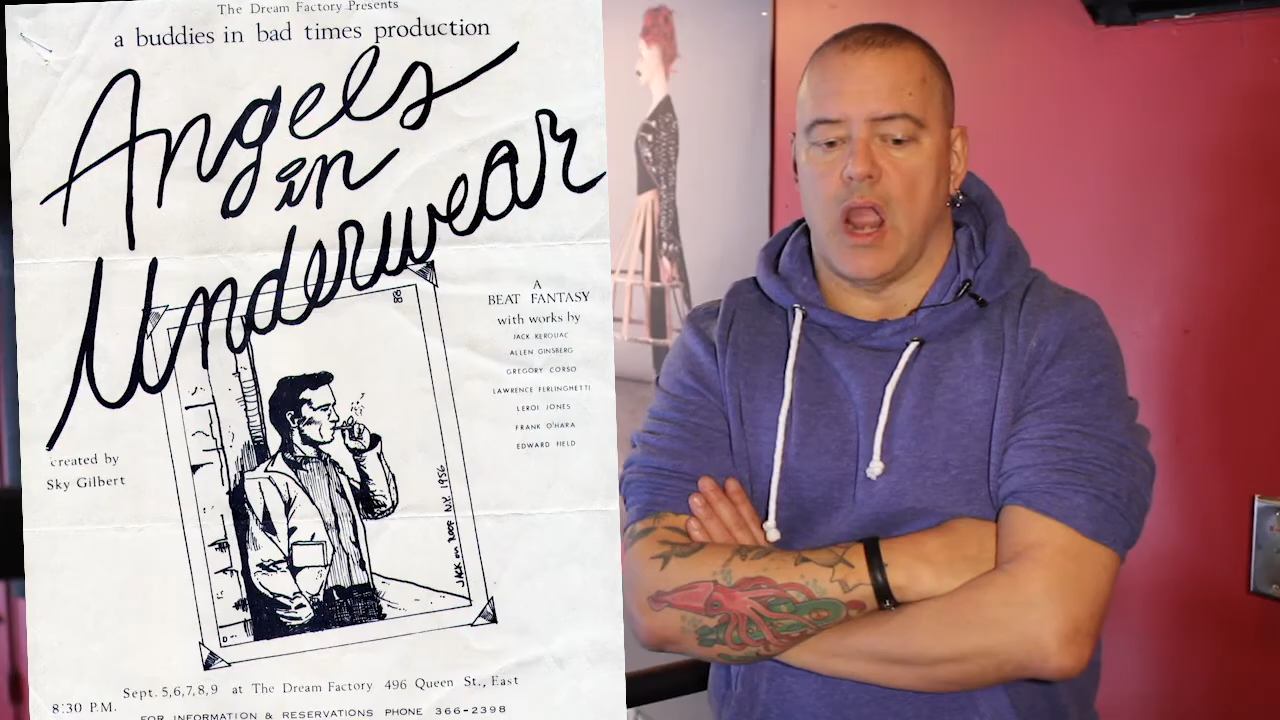 The Dream Factory Presents
a buddies in bad times production
Angels
in
Underwear
A
BEAT FANTASY
with works by
JACK KEROUAC
ALLEN GINSBERG
GREGORY CORSO
LAWRENCE FERLINGHETTI
LEROI JONES
FRANK O'HARA
EDWARD FIELD
created by
Sky Gilbert
JACK ON ROOF N.Y. 1956
Sept. 5,6,7,8,9 at The Dream Factory 496 Queen St., East
8:30 P.M.
FOR INFORMATION & RESERVATIONS PHONE 366-2398